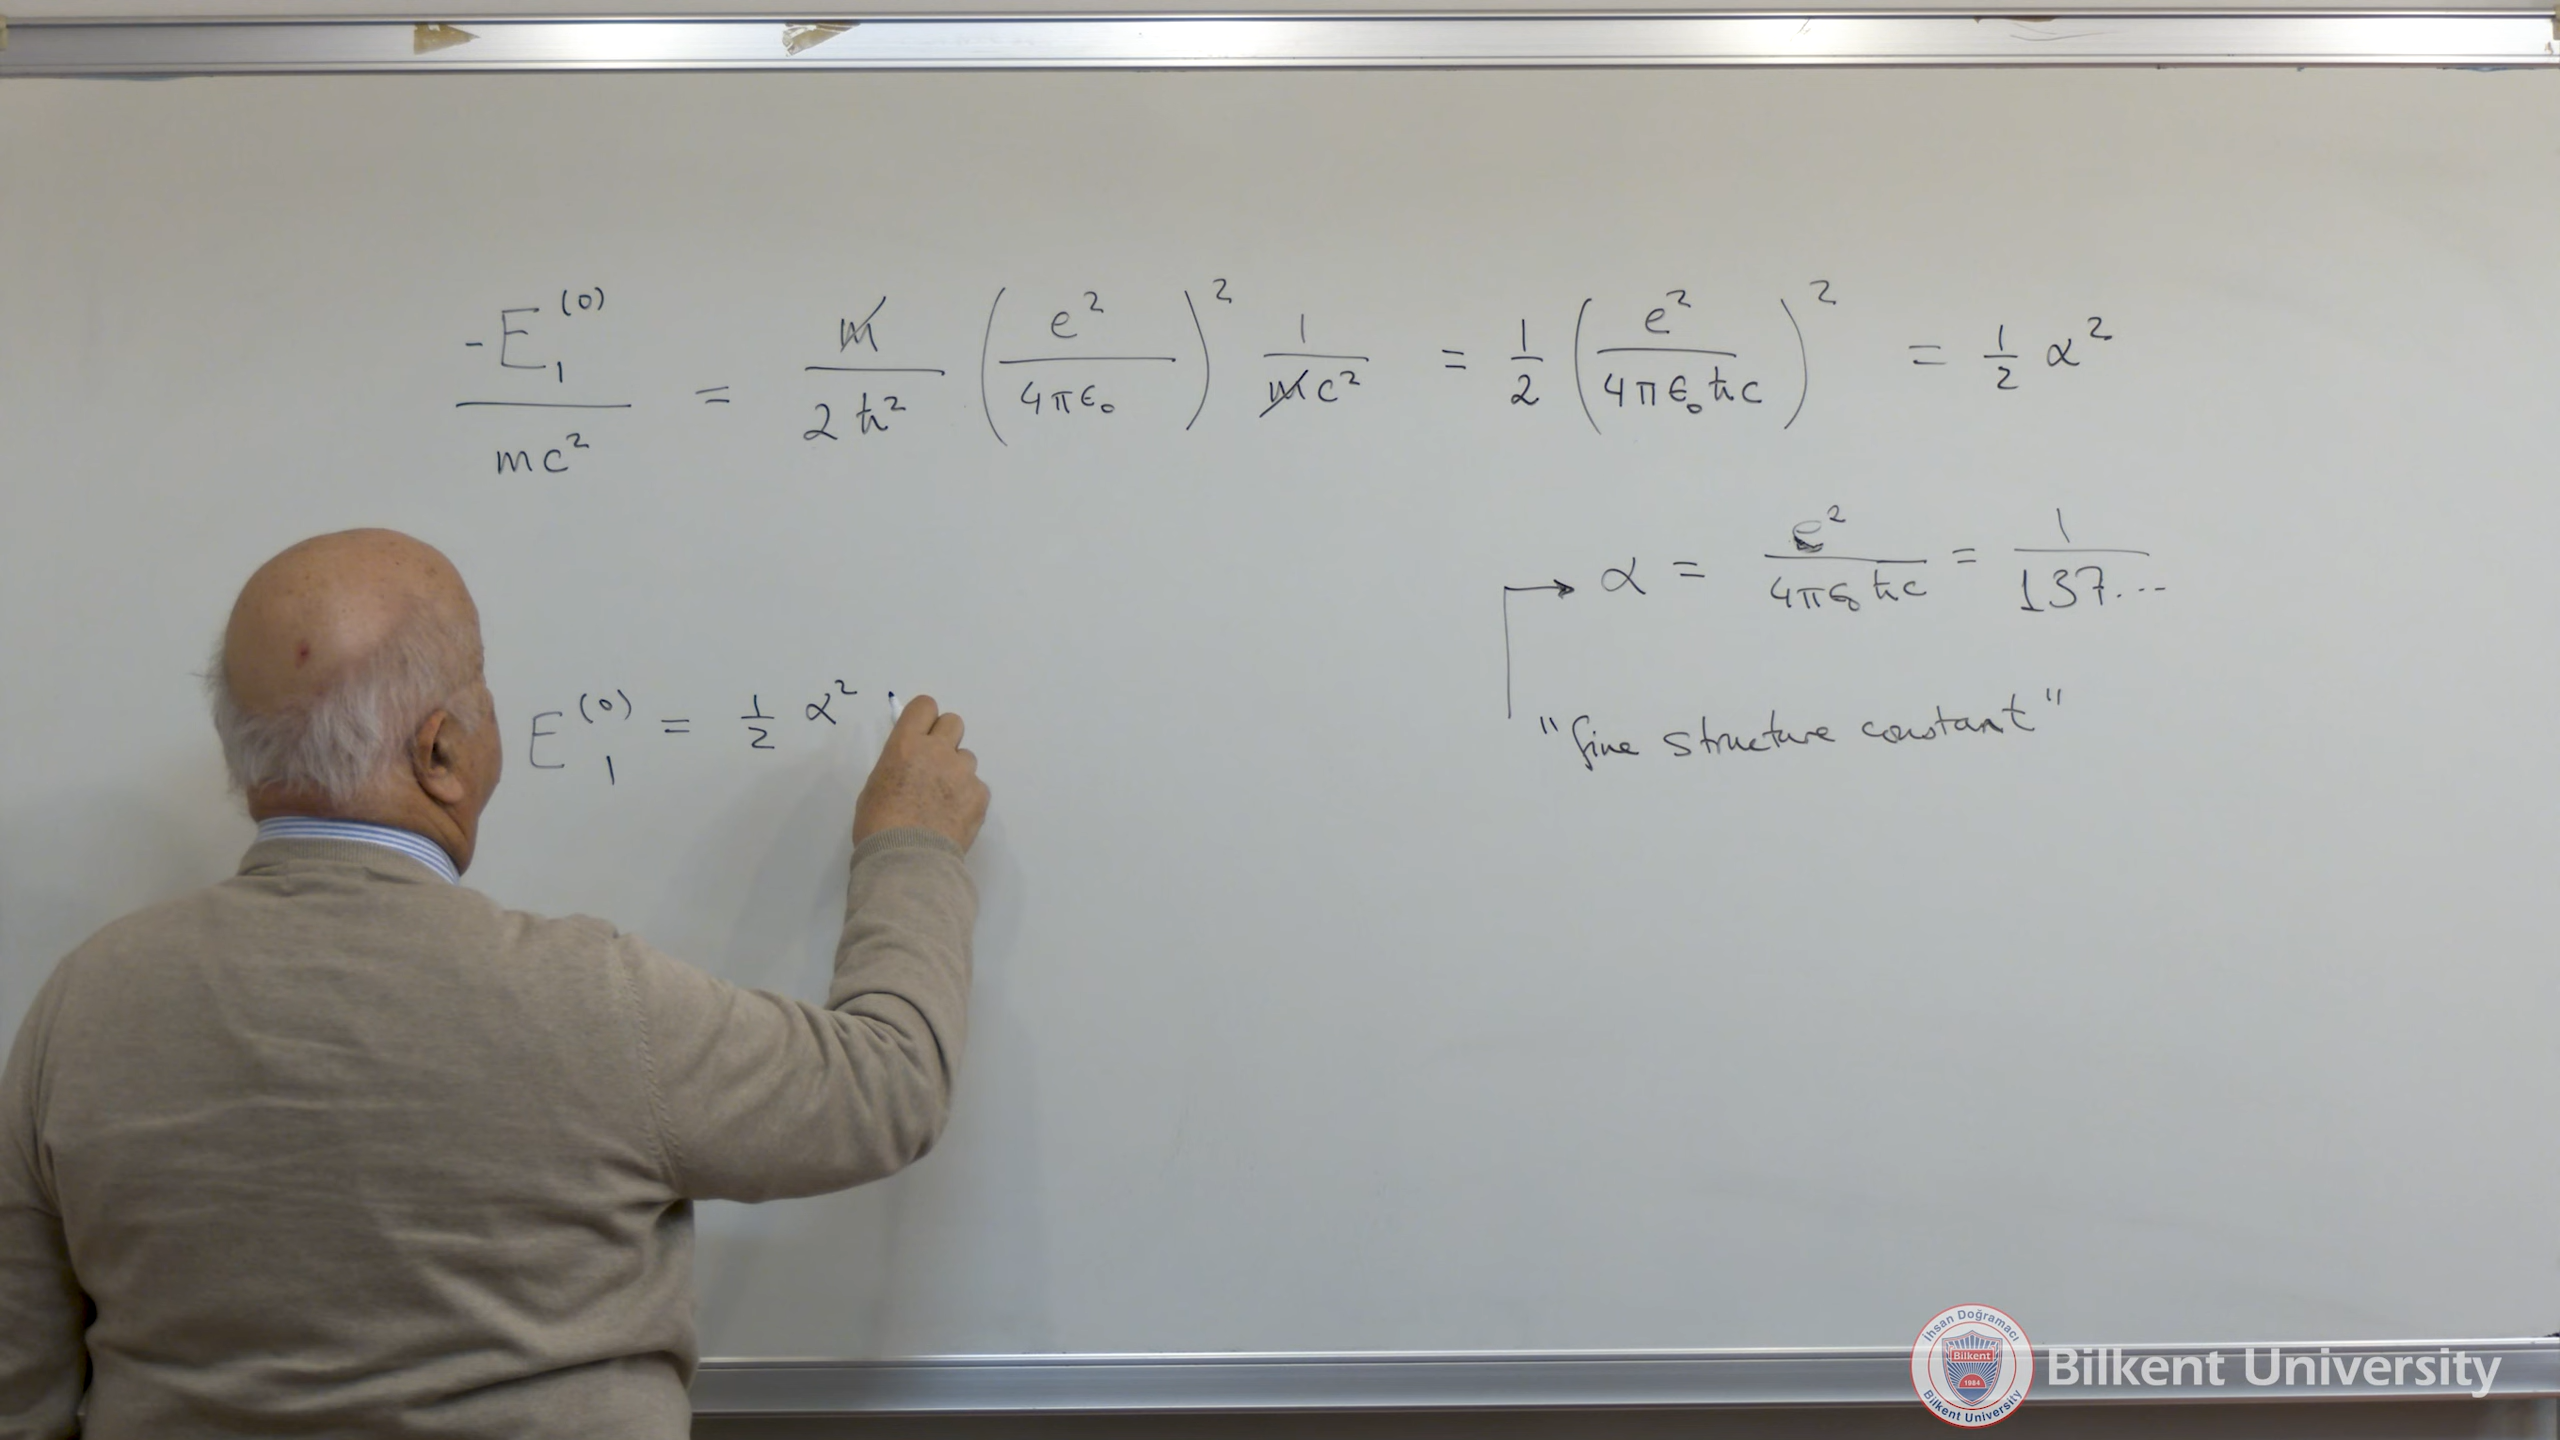 -E₁⁽⁰⁾ / mc² = m / 2ħ² (e² / 4πϵ₀)² 1 / mc² = 1/2 (e² / 4πϵ₀ħc)² = 1/2 α²
α = e² / 4πϵ₀ħc = 1 / 137...
E₁⁽⁰⁾ = 1/2 α²
"fine structure constant"
İhsan Doğramacı
Bilkent
1984
Bilkent University
Bilkent University